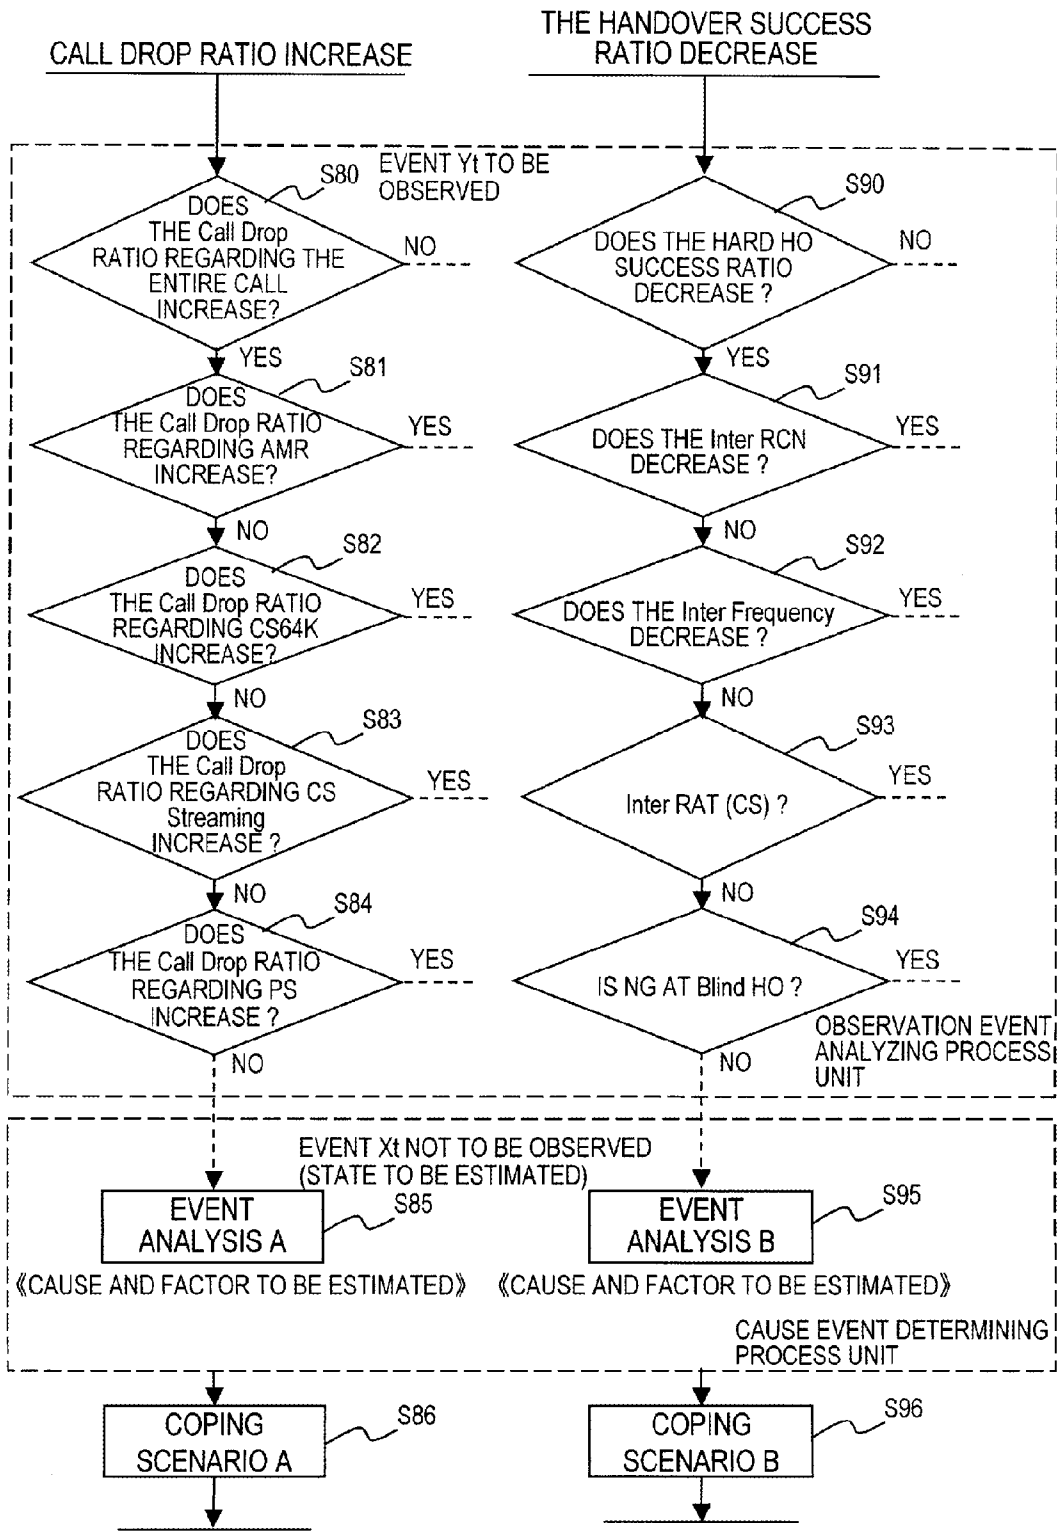 CALL DROP RATIO INCREASE
THE HANDOVER SUCCESS
RATIO DECREASE
EVENT Yt TO BE
OBSERVED
S80
DOES
THE Call Drop
RATIO REGARDING THE
ENTIRE CALL
INCREASE?
NO
YES
S81
DOES
THE Call Drop RATIO
REGARDING AMR
INCREASE?
YES
NO
S82
DOES
THE Call Drop RATIO
REGARDING CS64K
INCREASE?
YES
NO
S83
DOES
THE Call Drop
RATIO REGARDING CS
Streaming
INCREASE ?
YES
NO
S84
DOES
THE Call Drop RATIO
REGARDING PS
INCREASE ?
YES
NO
S90
DOES THE HARD HO
SUCCESS RATIO
DECREASE ?
NO
YES
S91
DOES THE Inter RCN
DECREASE ?
YES
NO
S92
DOES THE Inter Frequency
DECREASE ?
YES
NO
S93
Inter RAT (CS) ?
YES
NO
S94
IS NG AT Blind HO ?
YES
NO
OBSERVATION EVENT
ANALYZING PROCESS
UNIT
EVENT Xt NOT TO BE OBSERVED
(STATE TO BE ESTIMATED)
S85
EVENT
ANALYSIS A
《CAUSE AND FACTOR TO BE ESTIMATED》
S95
EVENT
ANALYSIS B
《CAUSE AND FACTOR TO BE ESTIMATED》
CAUSE EVENT DETERMINING
PROCESS UNIT
S86
COPING
SCENARIO A
S96
COPING
SCENARIO B